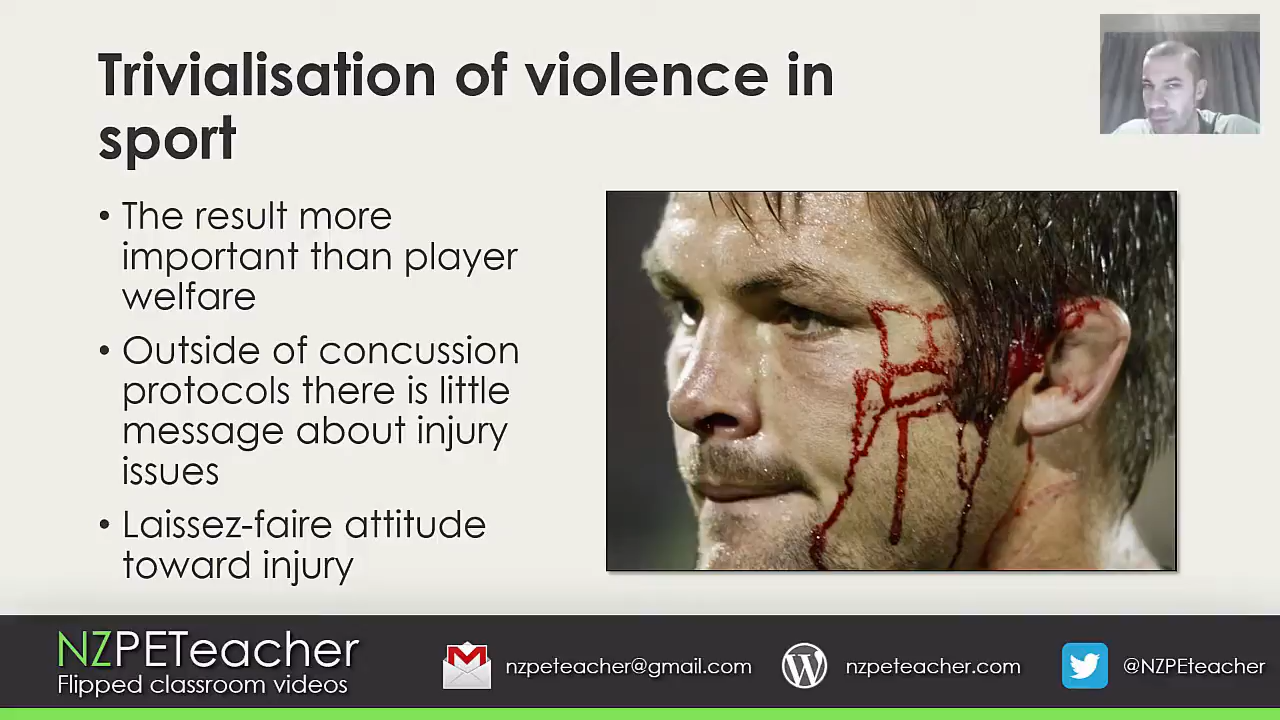 Trivialisation of violence in
sport
• The result more
important than player
welfare
• Outside of concussion
protocols there is little
message about injury
issues
• Laissez-faire attitude
toward injury
NZPETeacher
Flipped classroom videos
nzpeteacher@gmail.com
nzpeteacher.com
@NZPEteacher